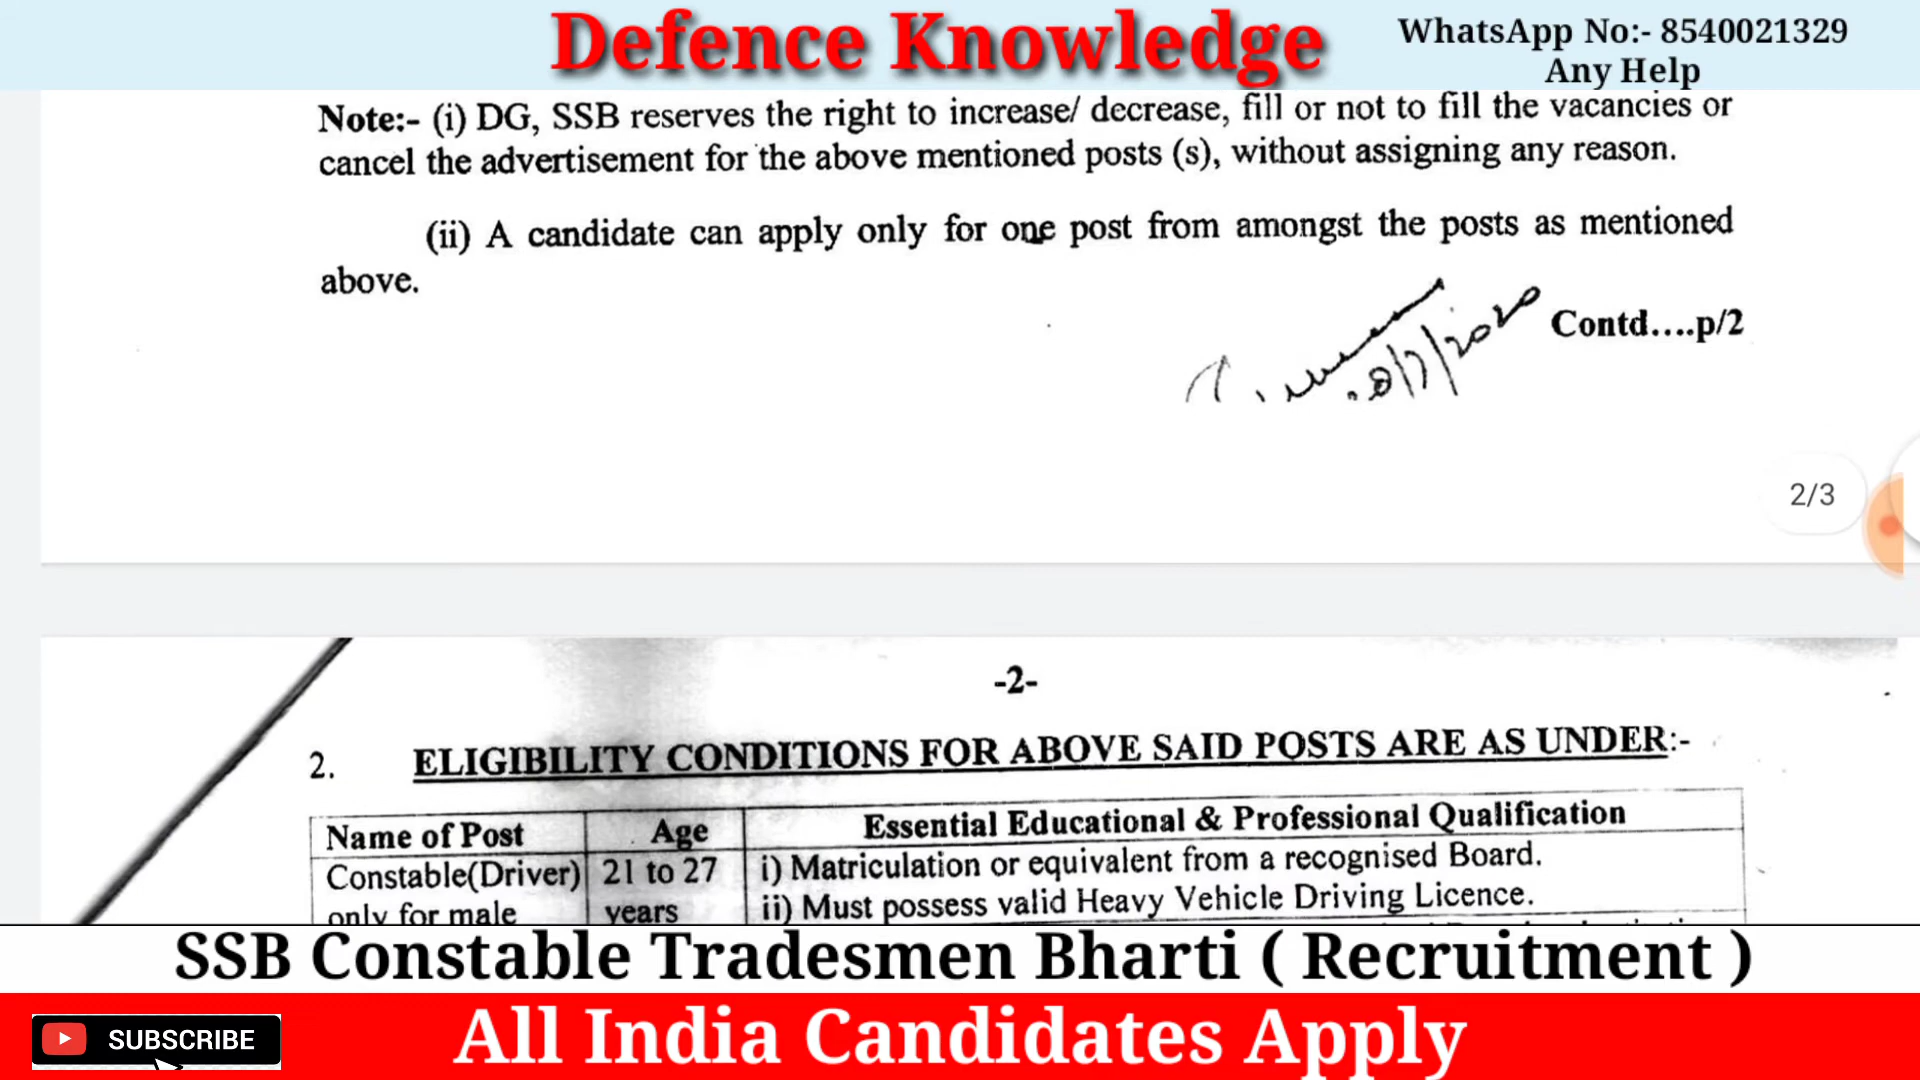 Defence Knowledge
WhatsApp No:- 8540021329
Any Help
Note:- (i) DG, SSB reserves the right to increase/ decrease, fill or not to fill the vacancies or
cancel the advertisement for the above mentioned posts (s), without assigning any reason.
(ii) A candidate can apply only for one post from amongst the posts as mentioned
above.
Contd....p/2
2/3
-2-
2. ELIGIBILITY CONDITIONS FOR ABOVE SAID POSTS ARE AS UNDER:-
Name of Post Age Essential Educational & Professional Qualification
Constable(Driver) 21 to 27 i) Matriculation or equivalent from a recognised Board.
only for male years ii) Must possess valid Heavy Vehicle Driving Licence.
SSB Constable Tradesmen Bharti ( Recruitment )
SUBSCRIBE
All India Candidates Apply